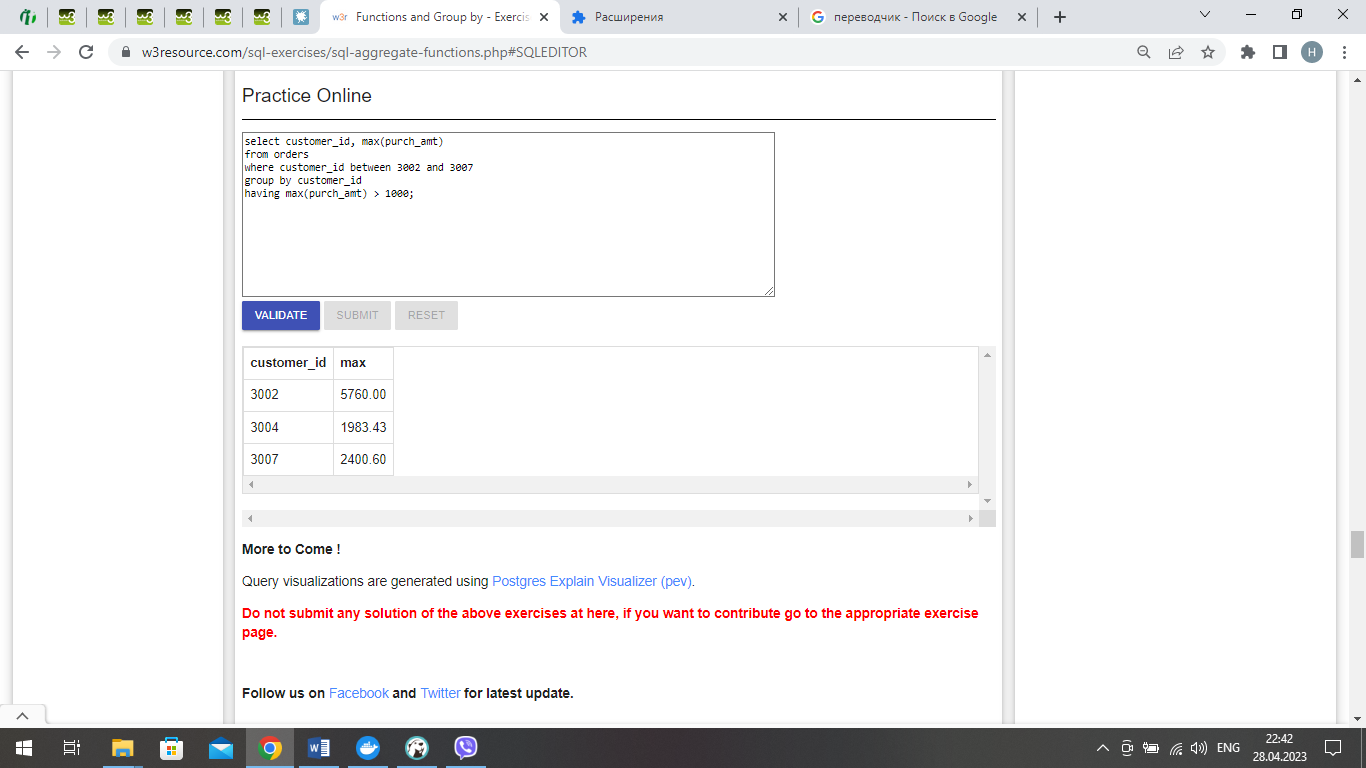 w3r Functions and Group by - Exercis
Расширения
переводчик - Поиск в Google
w3resource.com/sql-exercises/sql-aggregate-functions.php#SQLEDITOR
H
Practice Online
select customer_id, max(purch_amt)
from orders
where customer_id between 3002 and 3007
group by customer_id
having max(purch_amt) > 1000;
VALIDATE SUBMIT RESET
customer_id max
3002 5760.00
3004 1983.43
3007 2400.60
More to Come !
Query visualizations are generated using Postgres Explain Visualizer (pev).
Do not submit any solution of the above exercises at here, if you want to contribute go to the appropriate exercise
page.
Follow us on Facebook and Twitter for latest update.
ENG
22:42
28.04.2023